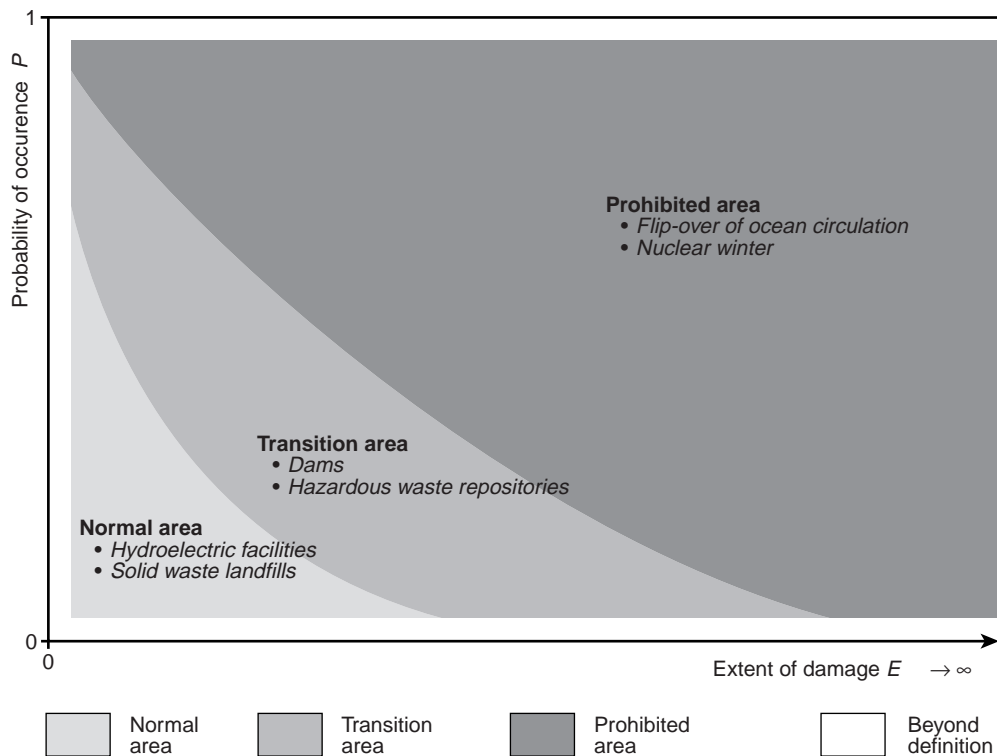 1
Probability of occurence P
Prohibited area
• Flip-over of ocean circulation
• Nuclear winter
Transition area
• Dams
• Hazardous waste repositories
Normal area
• Hydroelectric facilities
• Solid waste landfills
0
0
Extent of damage E → ∞
Normal area
Transition area
Prohibited area
Beyond definition